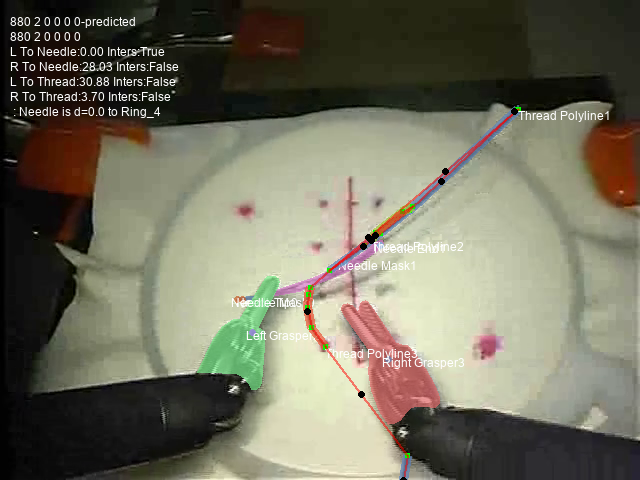 880 2 0 0 0 0-predicted
880 2 0 0 0 0
L To Needle:0.00 Inters:True
R To Needle:28.03 Inters:False
L To Thread:30.88 Inters:False
R To Thread:3.70 Inters:False
: Needle is d=0.0 to Ring_4
Thread Polyline1
Thread Polyline2
Needle Mask1
Left Grasper
Thread Polyline3
Right Grasper3